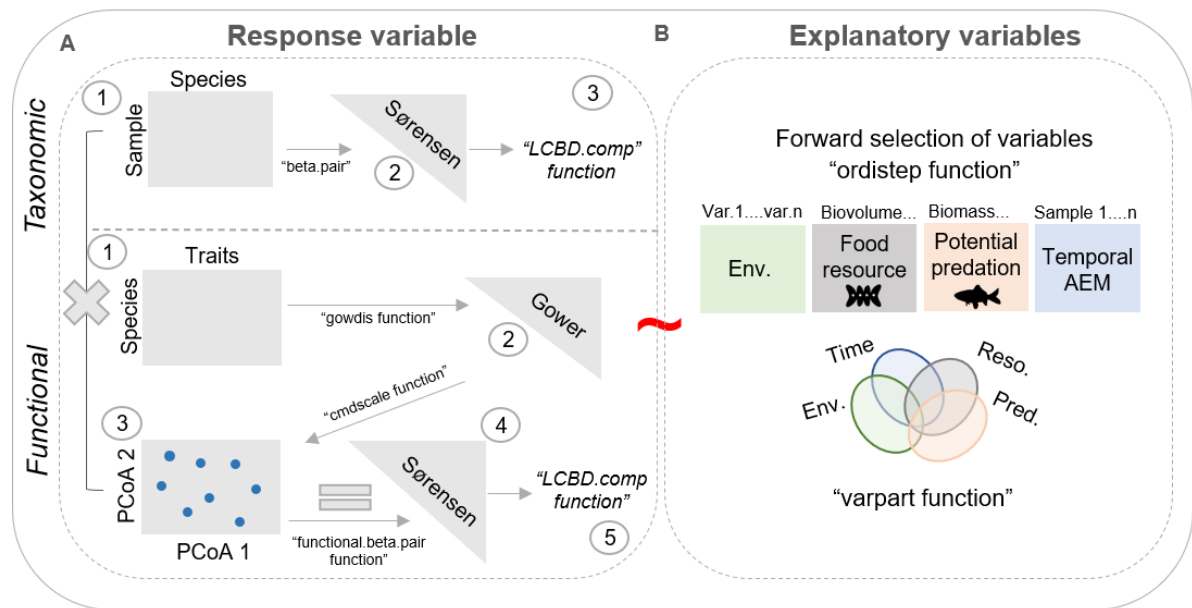 A
Response variable
Taxonomic
1
Species
Sample
"beta.pair"
Sørensen
2
3
"LCBD.comp"
function
Functional
1
Traits
Species
"gowdis function"
Gower
2
"cmdscale function"
3
PCoA 2
PCoA 1
"functional.beta.pair
function"
Sørensen
4
"LCBD.comp
function"
5
~
B
Explanatory variables
Forward selection of variables
"ordistep function"
Var.1....var.n
Biovolume...
Biomass...
Sample 1....n
Env.
Food
resource
Potential
predation
Temporal
AEM
Time
Reso.
Env.
Pred.
"varpart function"